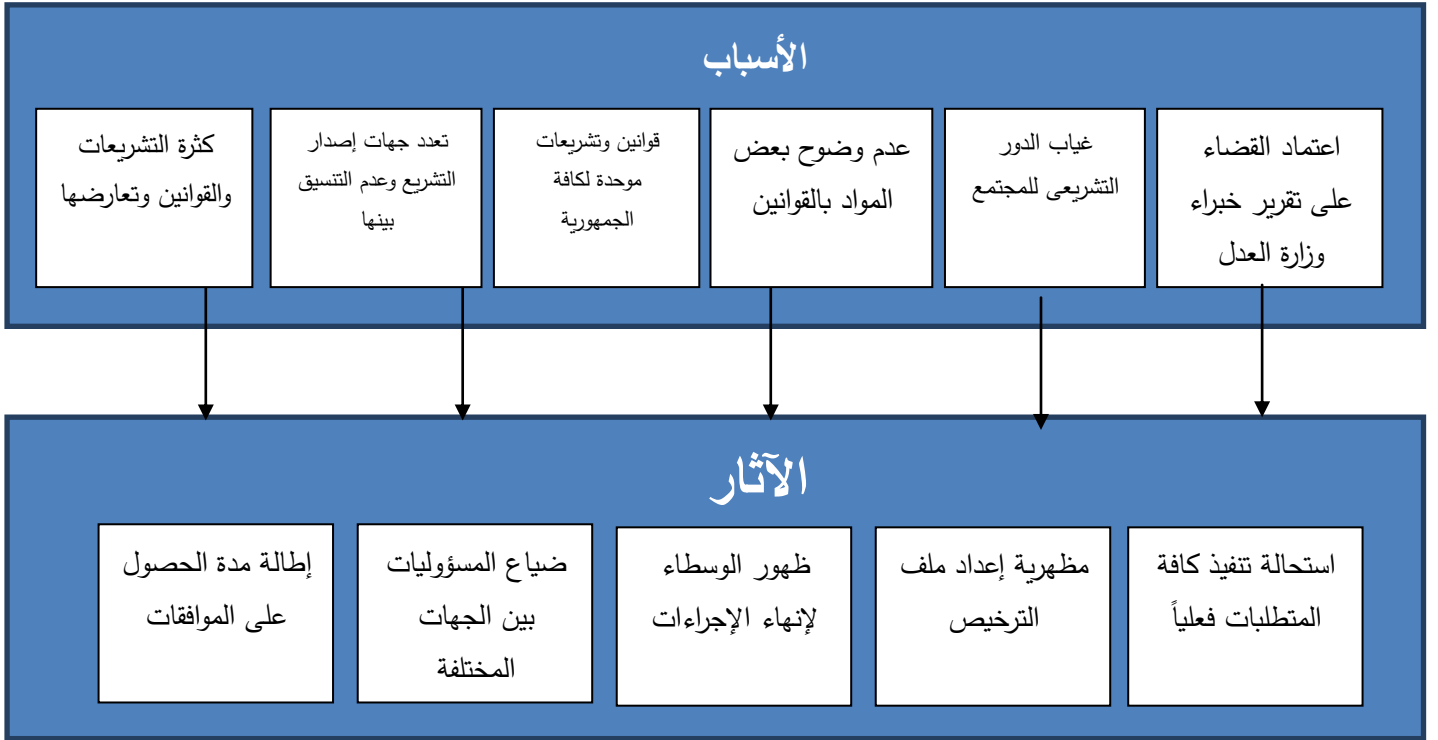 الأسباب
اعتماد القضاء
على تقرير خبراء
وزارة العدل
غياب الدور
التشريعى للمجتمع
عدم وضوح بعض
المواد بالقوانين
قوانين وتشريعات
موحدة لكافة
الجمهورية
تعدد جهات إصدار
التشريع وعدم التنسيق
بينها
كثرة التشريعات
والقوانين وتعارضها
الآثار
استحالة تنفيذ كافة
المتطلبات فعلياً
مظهرية إعداد ملف
الترخيص
ظهور الوسطاء
لإنهاء الإجراءات
ضياع المسؤوليات
بين الجهات
المختلفة
إطالة مدة الحصول
على الموافقات